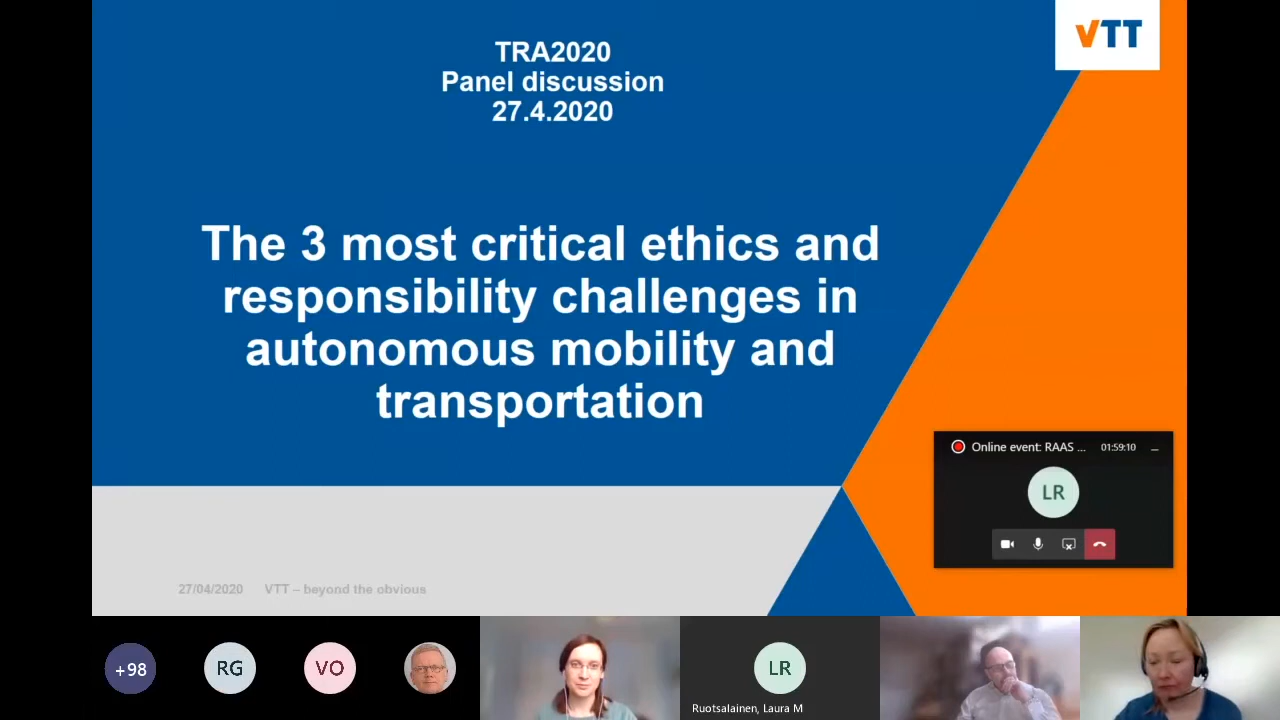 VTT
TRA2020
Panel discussion
27.4.2020
The 3 most critical ethics and
responsibility challenges in
autonomous mobility and
transportation
Online event: RAAS ... 01:59:10
LR
27/04/2020 VTT – beyond the obvious
+98 RG VO LR
Ruotsalainen, Laura M